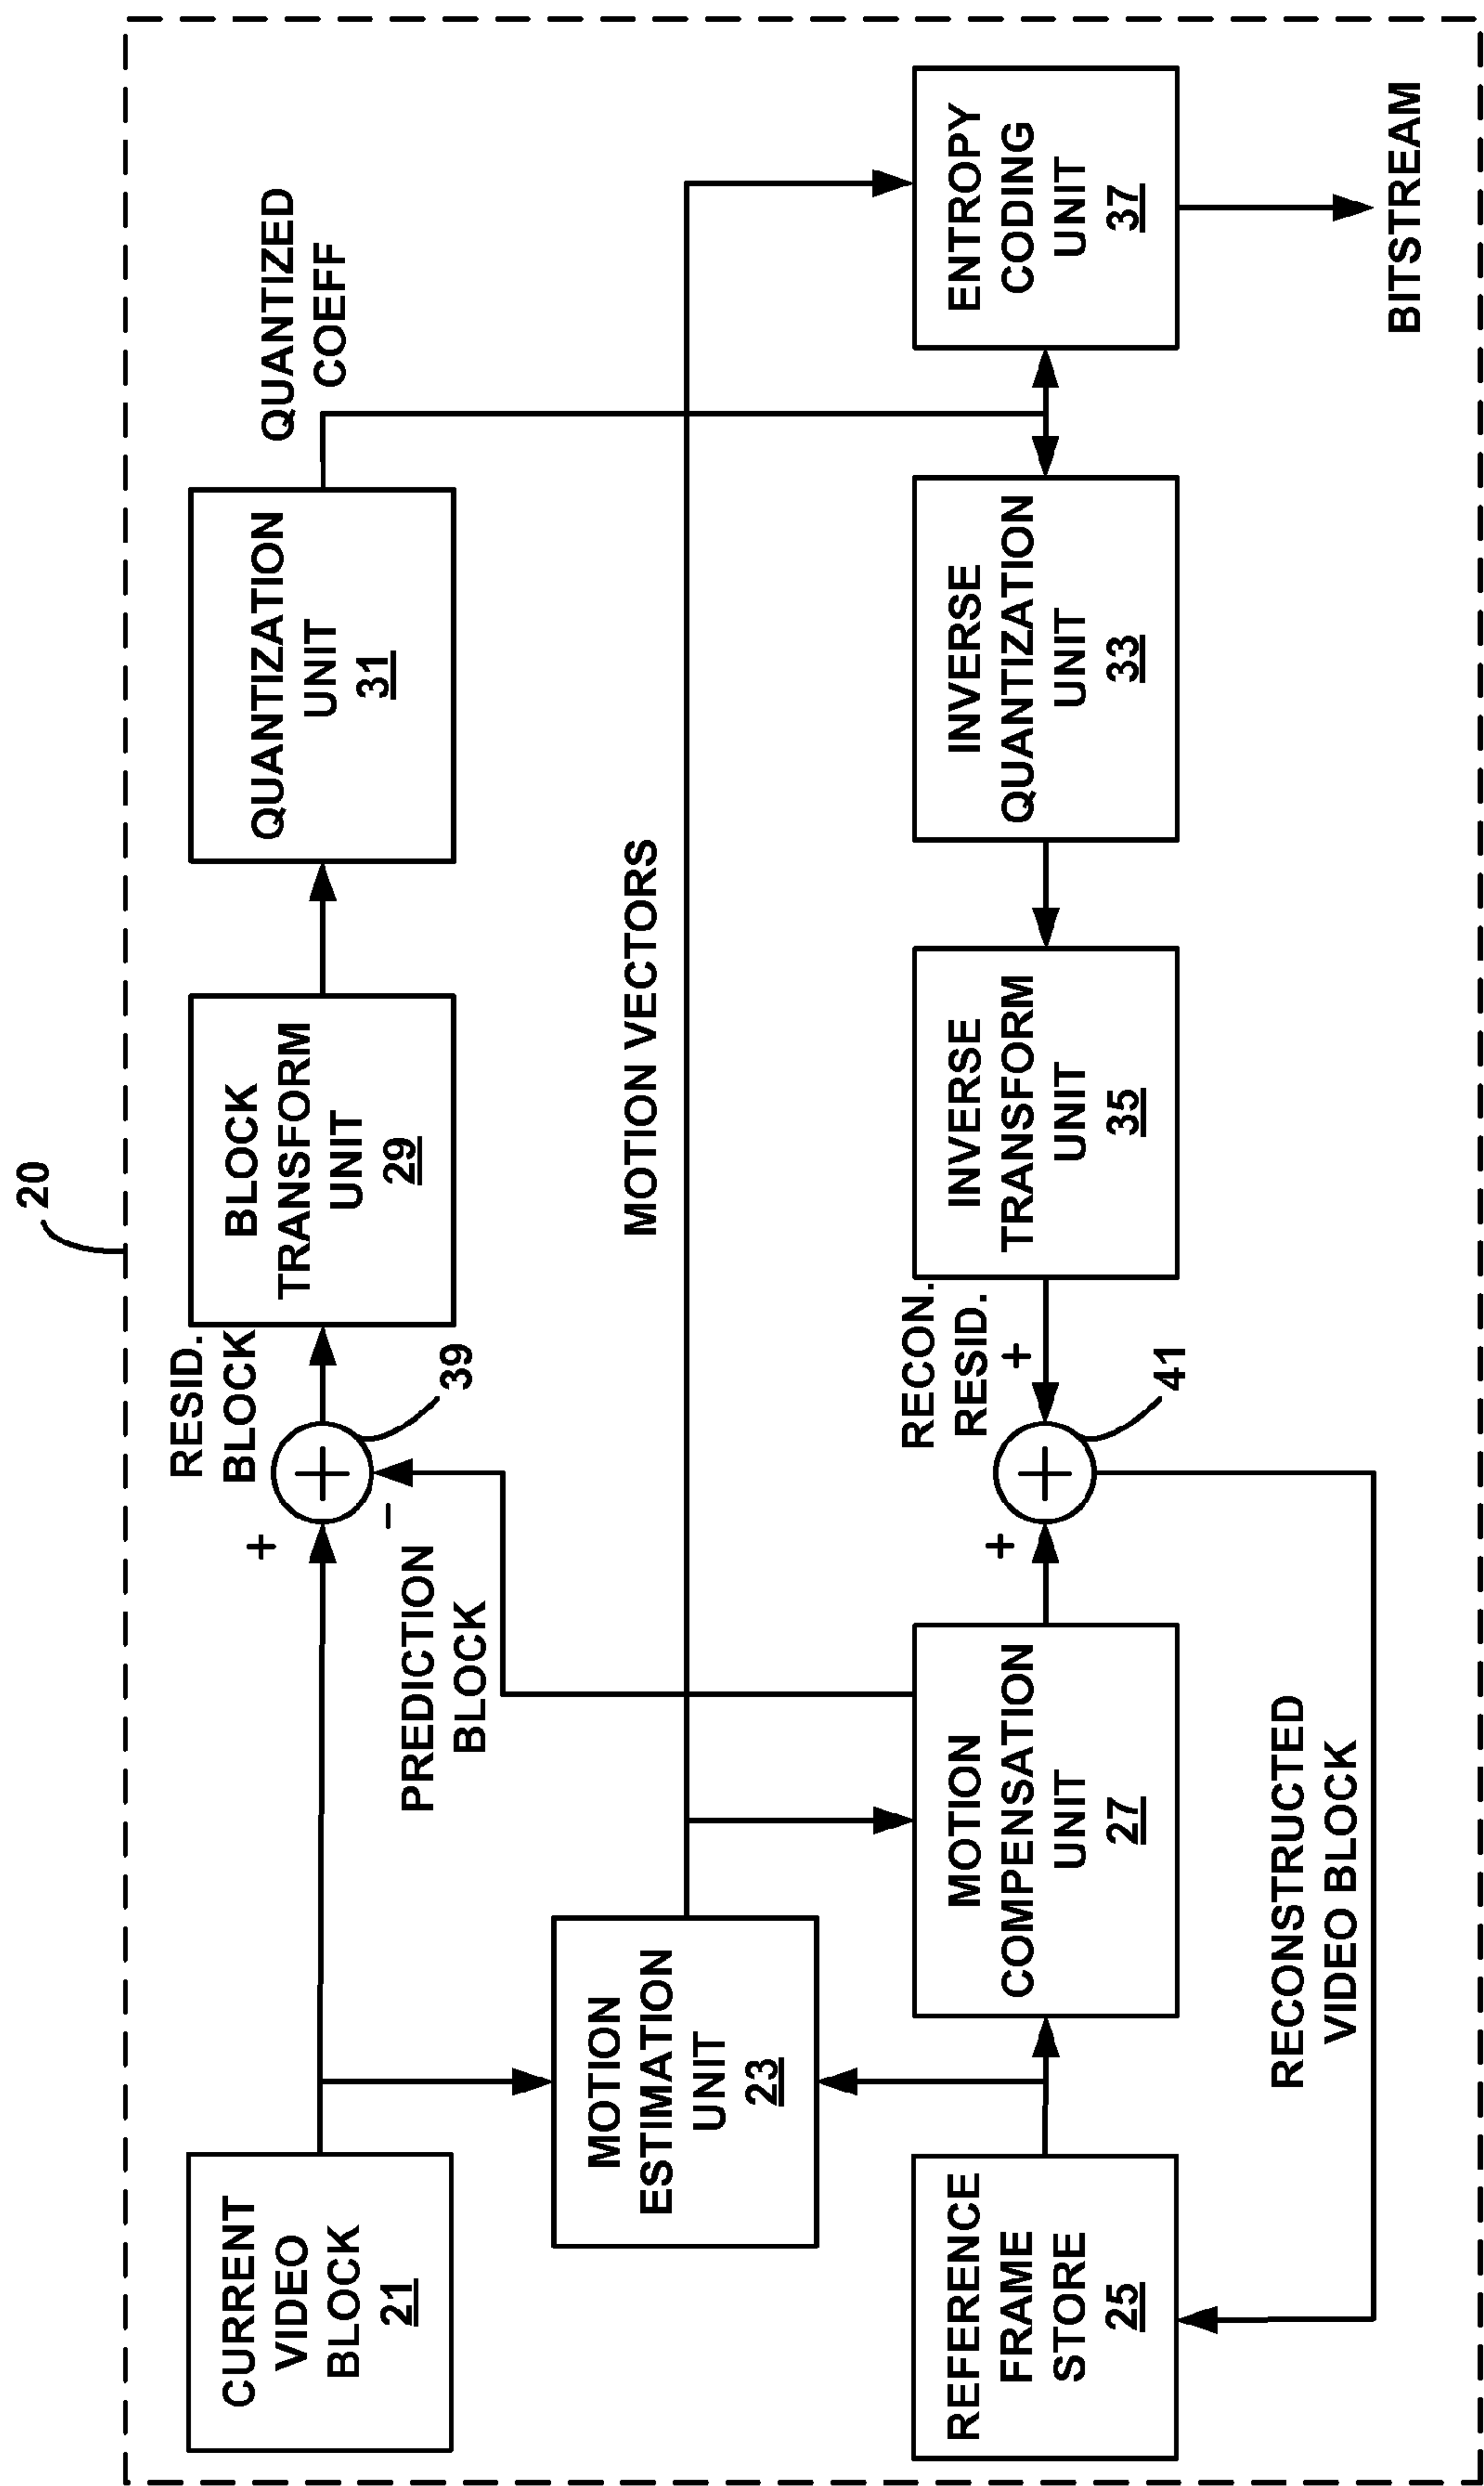 20
CURRENT
VIDEO
BLOCK
21
+
−
RESID.
BLOCK
39
BLOCK
TRANSFORM
UNIT
29
QUANTIZATION
UNIT
31
QUANTIZED
COEFF
PREDICTION
BLOCK
MOTION
ESTIMATION
UNIT
23
MOTION VECTORS
REFERENCE
FRAME
STORE
25
MOTION
COMPENSATION
UNIT
27
+
RECON.
RESID.
+
41
INVERSE
TRANSFORM
UNIT
35
INVERSE
QUANTIZATION
UNIT
33
ENTROPY
CODING
UNIT
37
RECONSTRUCTED
VIDEO BLOCK
BITSTREAM